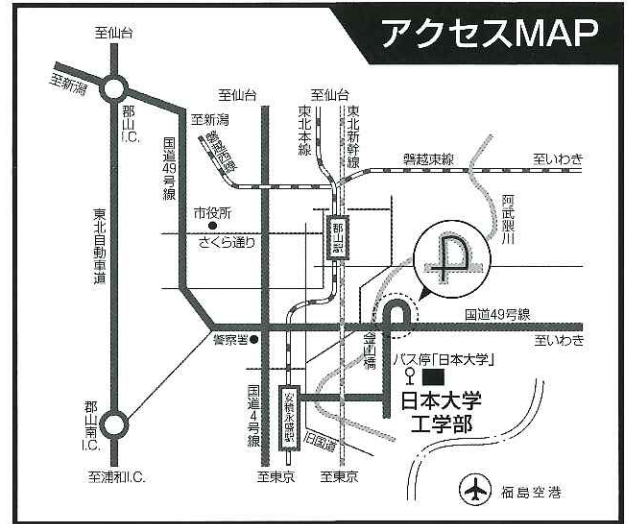 アクセスMAP
至仙台
至新潟
郡山
I.C.
国道49号線
東北自動車道
至新潟
磐越西線
至仙台
至仙台
東北本線
東北新幹線
磐越東線
至いわき
阿武隈川
市役所
さくら通り
郡山駅
国道49号線
至いわき
警察署
金山橋
バス停「日本大学」
日本大学
工学部
国道4号線
安積永盛駅
旧国道
郡山南
I.C.
至浦和I.C.
至東京
至東京
福島空港